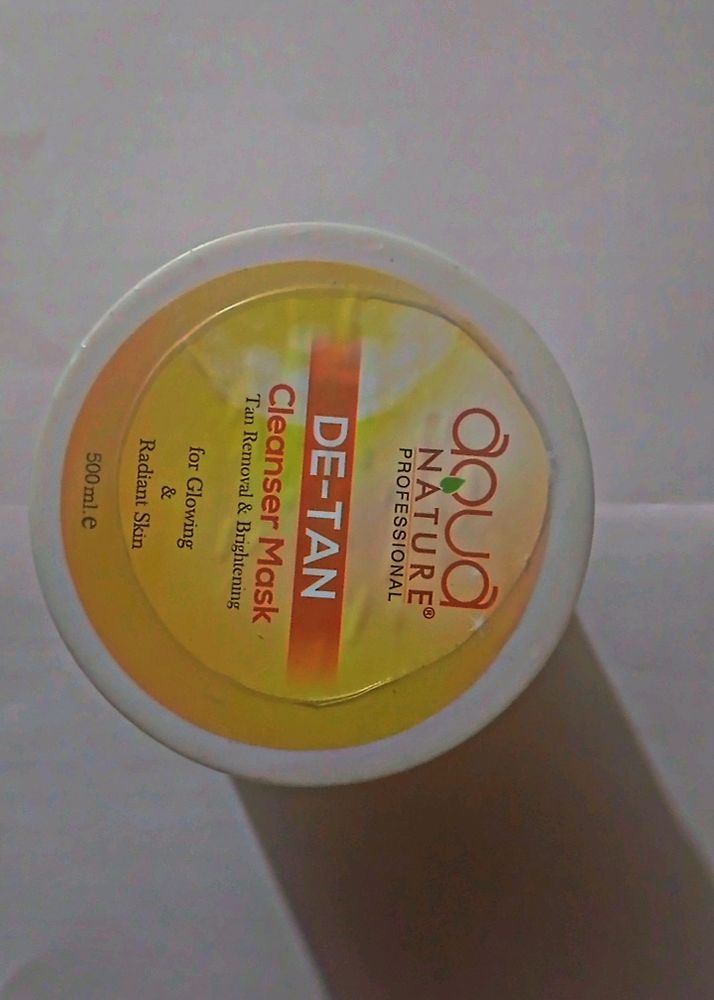 aqua
NATURE®
PROFESSIONAL
DE-TAN
Cleanser Mask
Tan Removal & Brightening
for Glowing
&
Radiant Skin
500ml.e